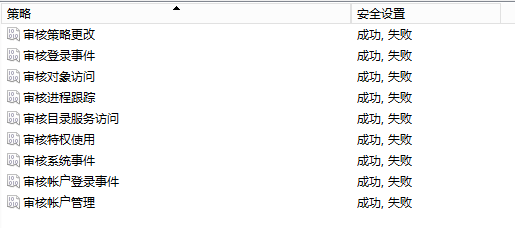 策略 安全设置
审核策略更改 成功, 失败
审核登录事件 成功, 失败
审核对象访问 成功, 失败
审核进程跟踪 成功, 失败
审核目录服务访问 成功, 失败
审核特权使用 成功, 失败
审核系统事件 成功, 失败
审核帐户登录事件 成功, 失败
审核帐户管理 成功, 失败